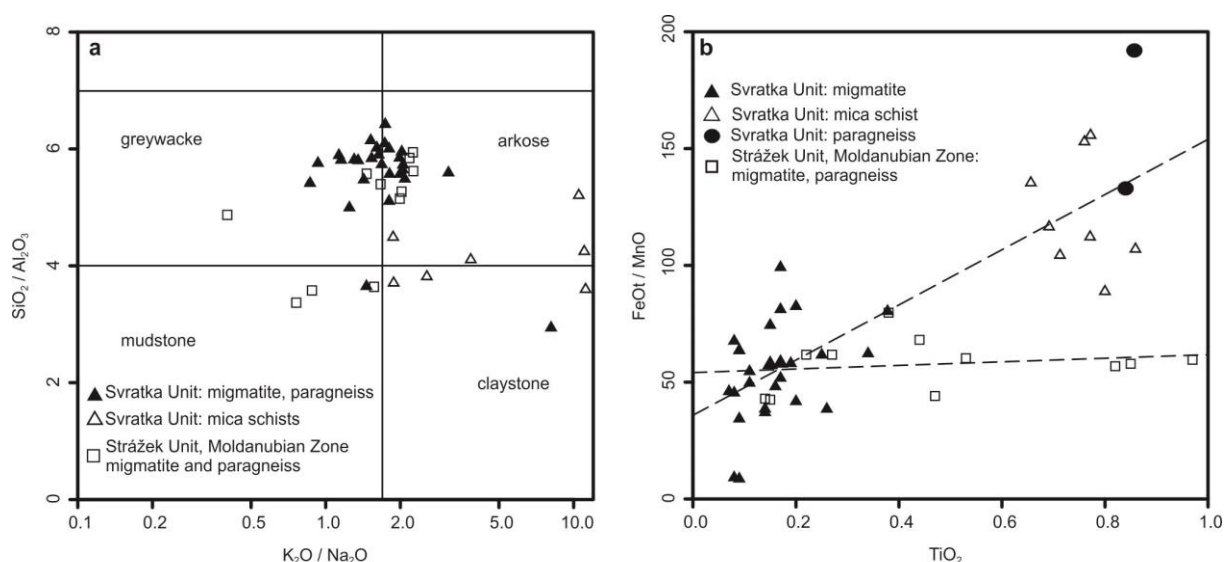 a
8
6
4
2
0
SiO₂ / Al₂O₃
greywacke
arkose
mudstone
claystone
Svratka Unit: migmatite, paragneiss
Svratka Unit: mica schists
Strážek Unit, Moldanubian Zone
migmatite and paragneiss
0.1 0.2 0.5 1.0 2.0 5.0 10.0
K₂O / Na₂O
b
200
150
100
50
0
FeOt / MnO
Svratka Unit: migmatite
Svratka Unit: mica schist
Svratka Unit: paragneiss
Strážek Unit, Moldanubian Zone:
migmatite, paragneiss
0.0 0.2 0.4 0.6 0.8 1.0
TiO₂